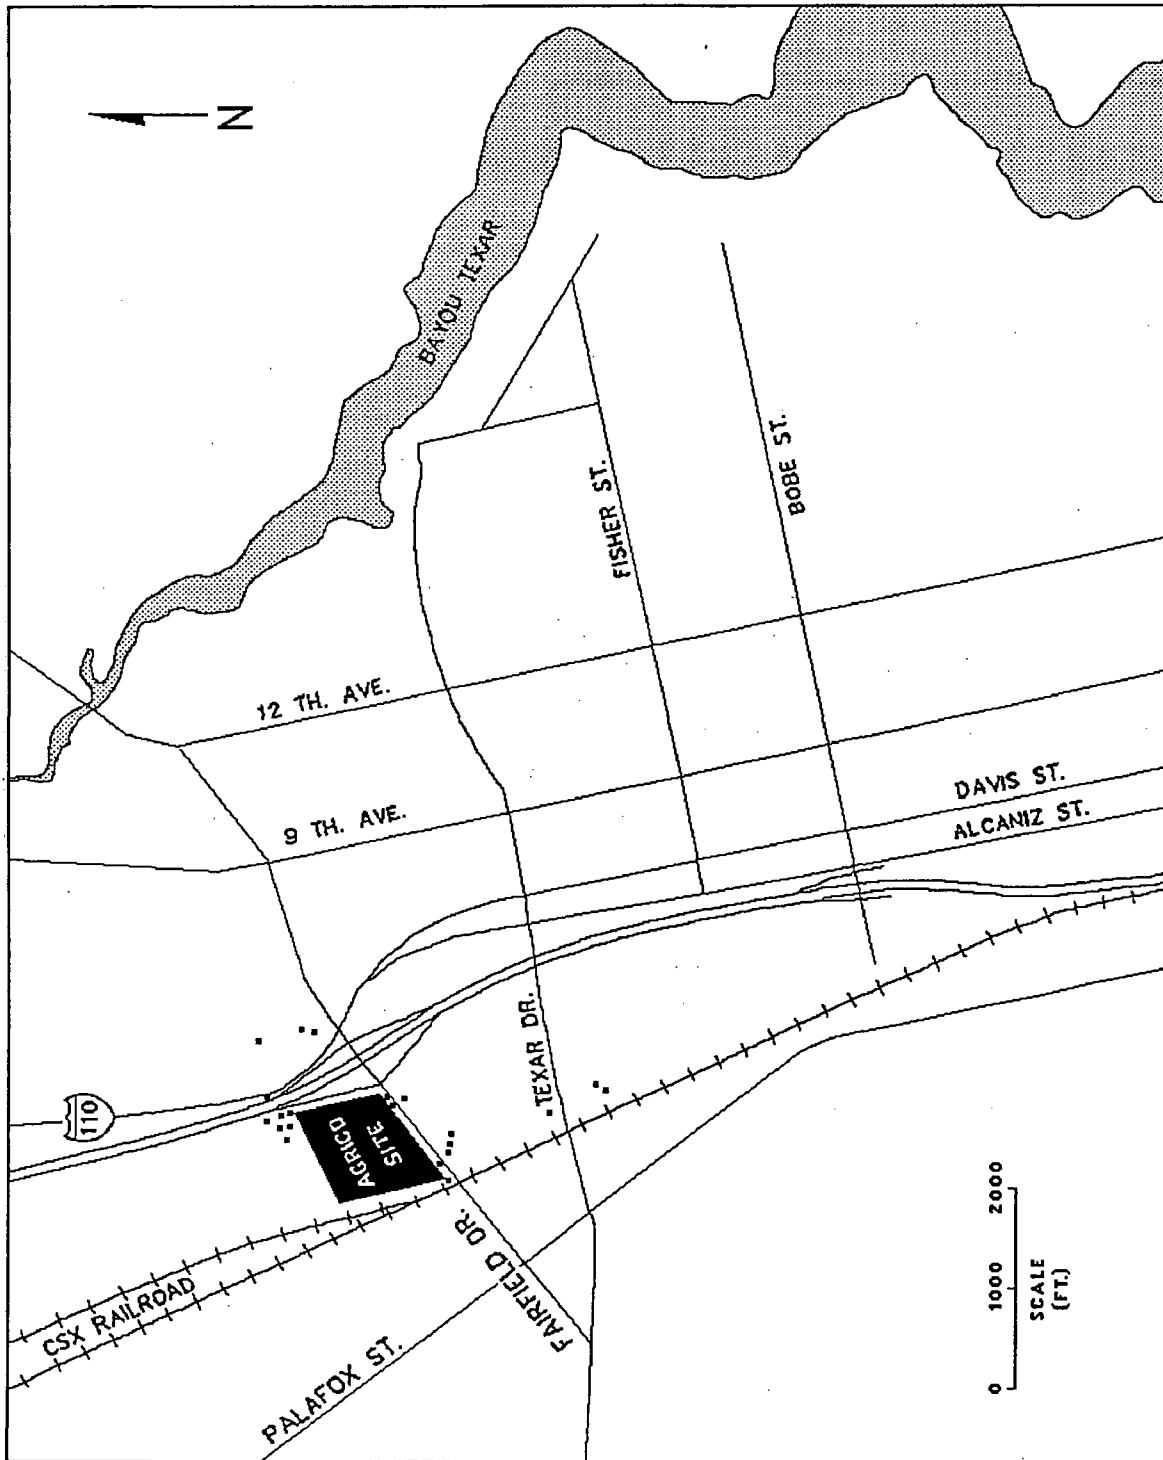 N
BAYOU TEXAR
FISHER ST.
BOBE ST.
12 TH. AVE.
9 TH. AVE.
DAVIS ST.
ALCANIZ ST.
110
TEXAR DR.
AGRICO
SITE
CSX RAILROAD
FAIRFIELD DR.
PALAFOX ST.
0 1000 2000
SCALE
(FT.)